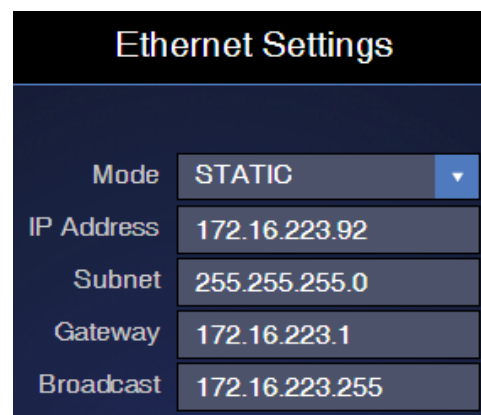 Ethernet Settings
Mode STATIC
IP Address 172.16.223.92
Subnet 255.255.255.0
Gateway 172.16.223.1
Broadcast 172.16.223.255